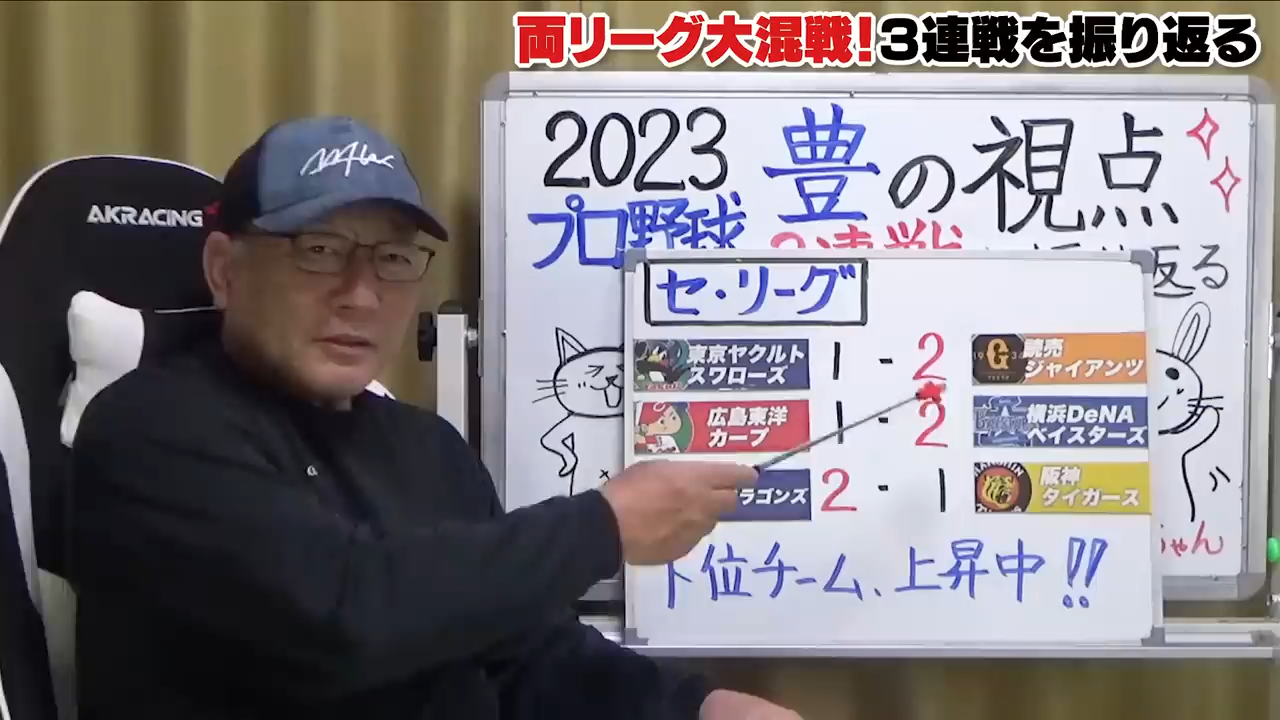 両リーグ大混戦!3連戦を振り返る
2023 豊の視点
プロ野球 3連戦
返る
AKRACING
セ・リーグ
東京ヤクルト
スワローズ
1 - 2
読売
ジャイアンツ
広島東洋
カープ
1 - 2
横浜DeNA
ベイスターズ
ラゴンズ
2 - 1
阪神
タイガース
下位チーム、上昇中!!
ちゃん